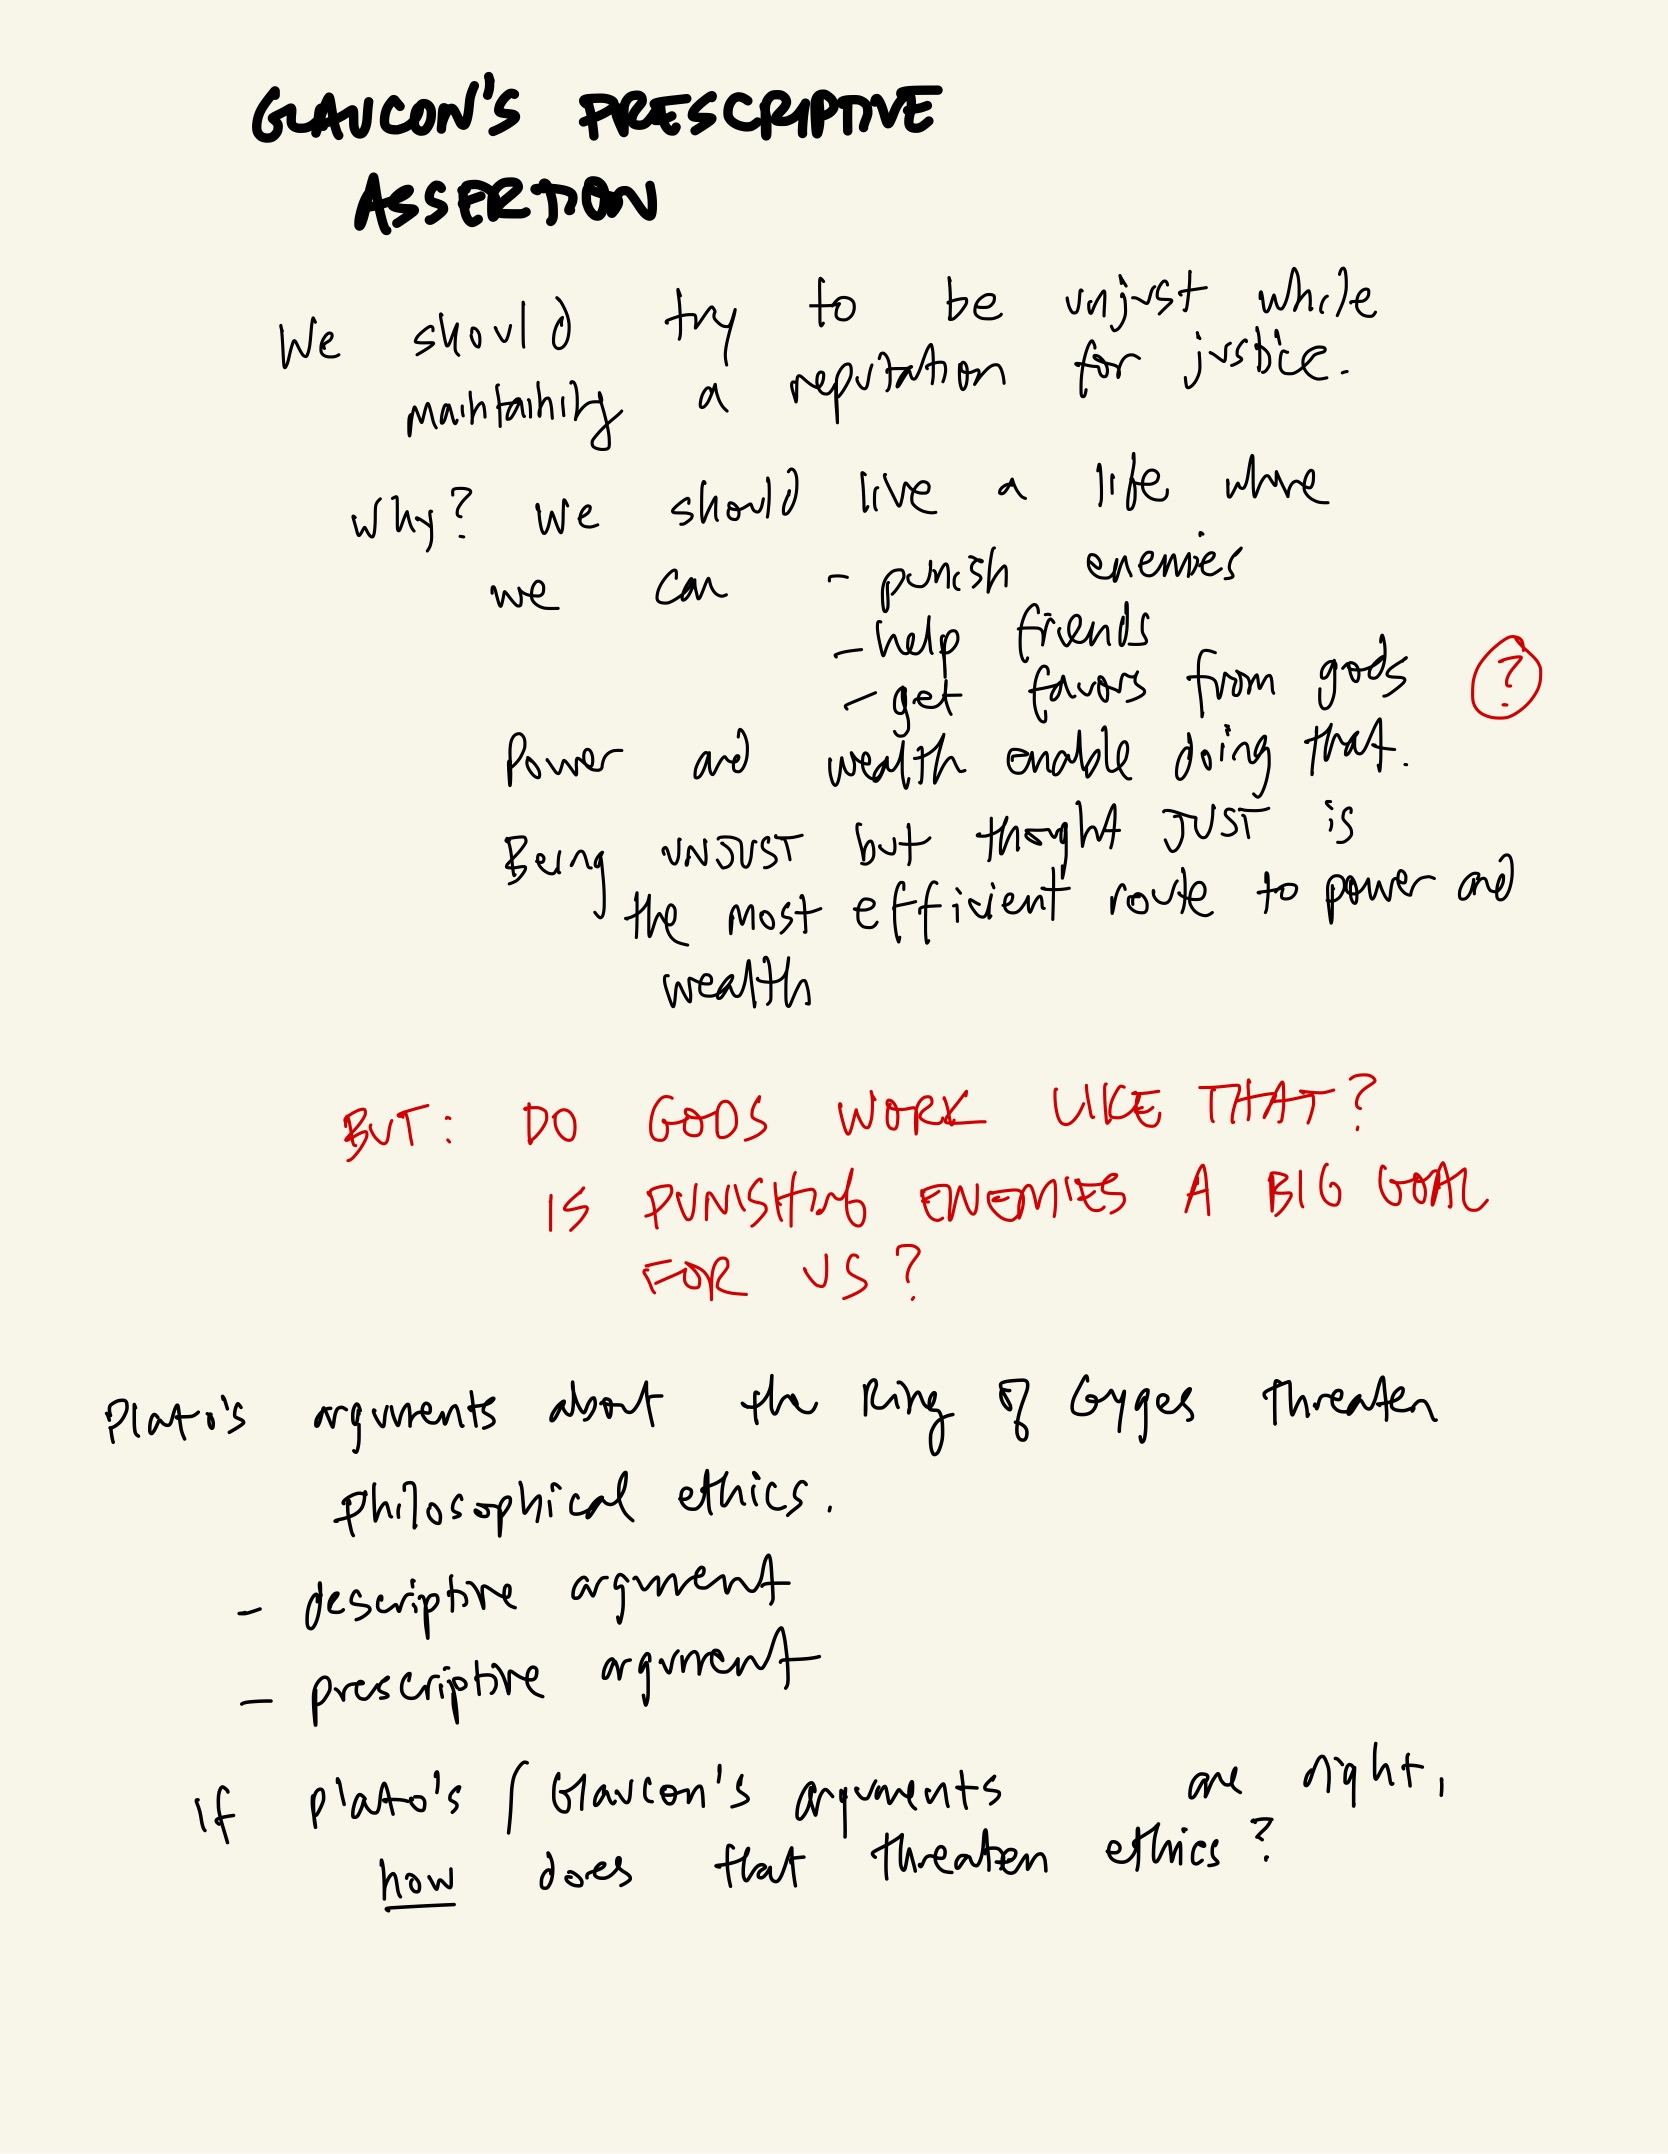 GLAUCON'S PRESCRIPTIVE
ASSERTION
We should try to be unjust while
maintaining a reputation for justice.
Why? We should live a life where
we can - punish enemies
- help friends
- get favors from gods ?
Power and wealth enable doing that.
Being UNJUST but thought JUST is
the most efficient route to power and
wealth
BUT: DO GODS WORK LIKE THAT?
IS PUNISHING ENEMIES A BIG GOAL
FOR US?
Plato's arguments about the Ring of Gyges threaten
philosophical ethics.
- descriptive argument
- prescriptive argument
If Plato's / Glaucon's arguments are right,
how does that threaten ethics?